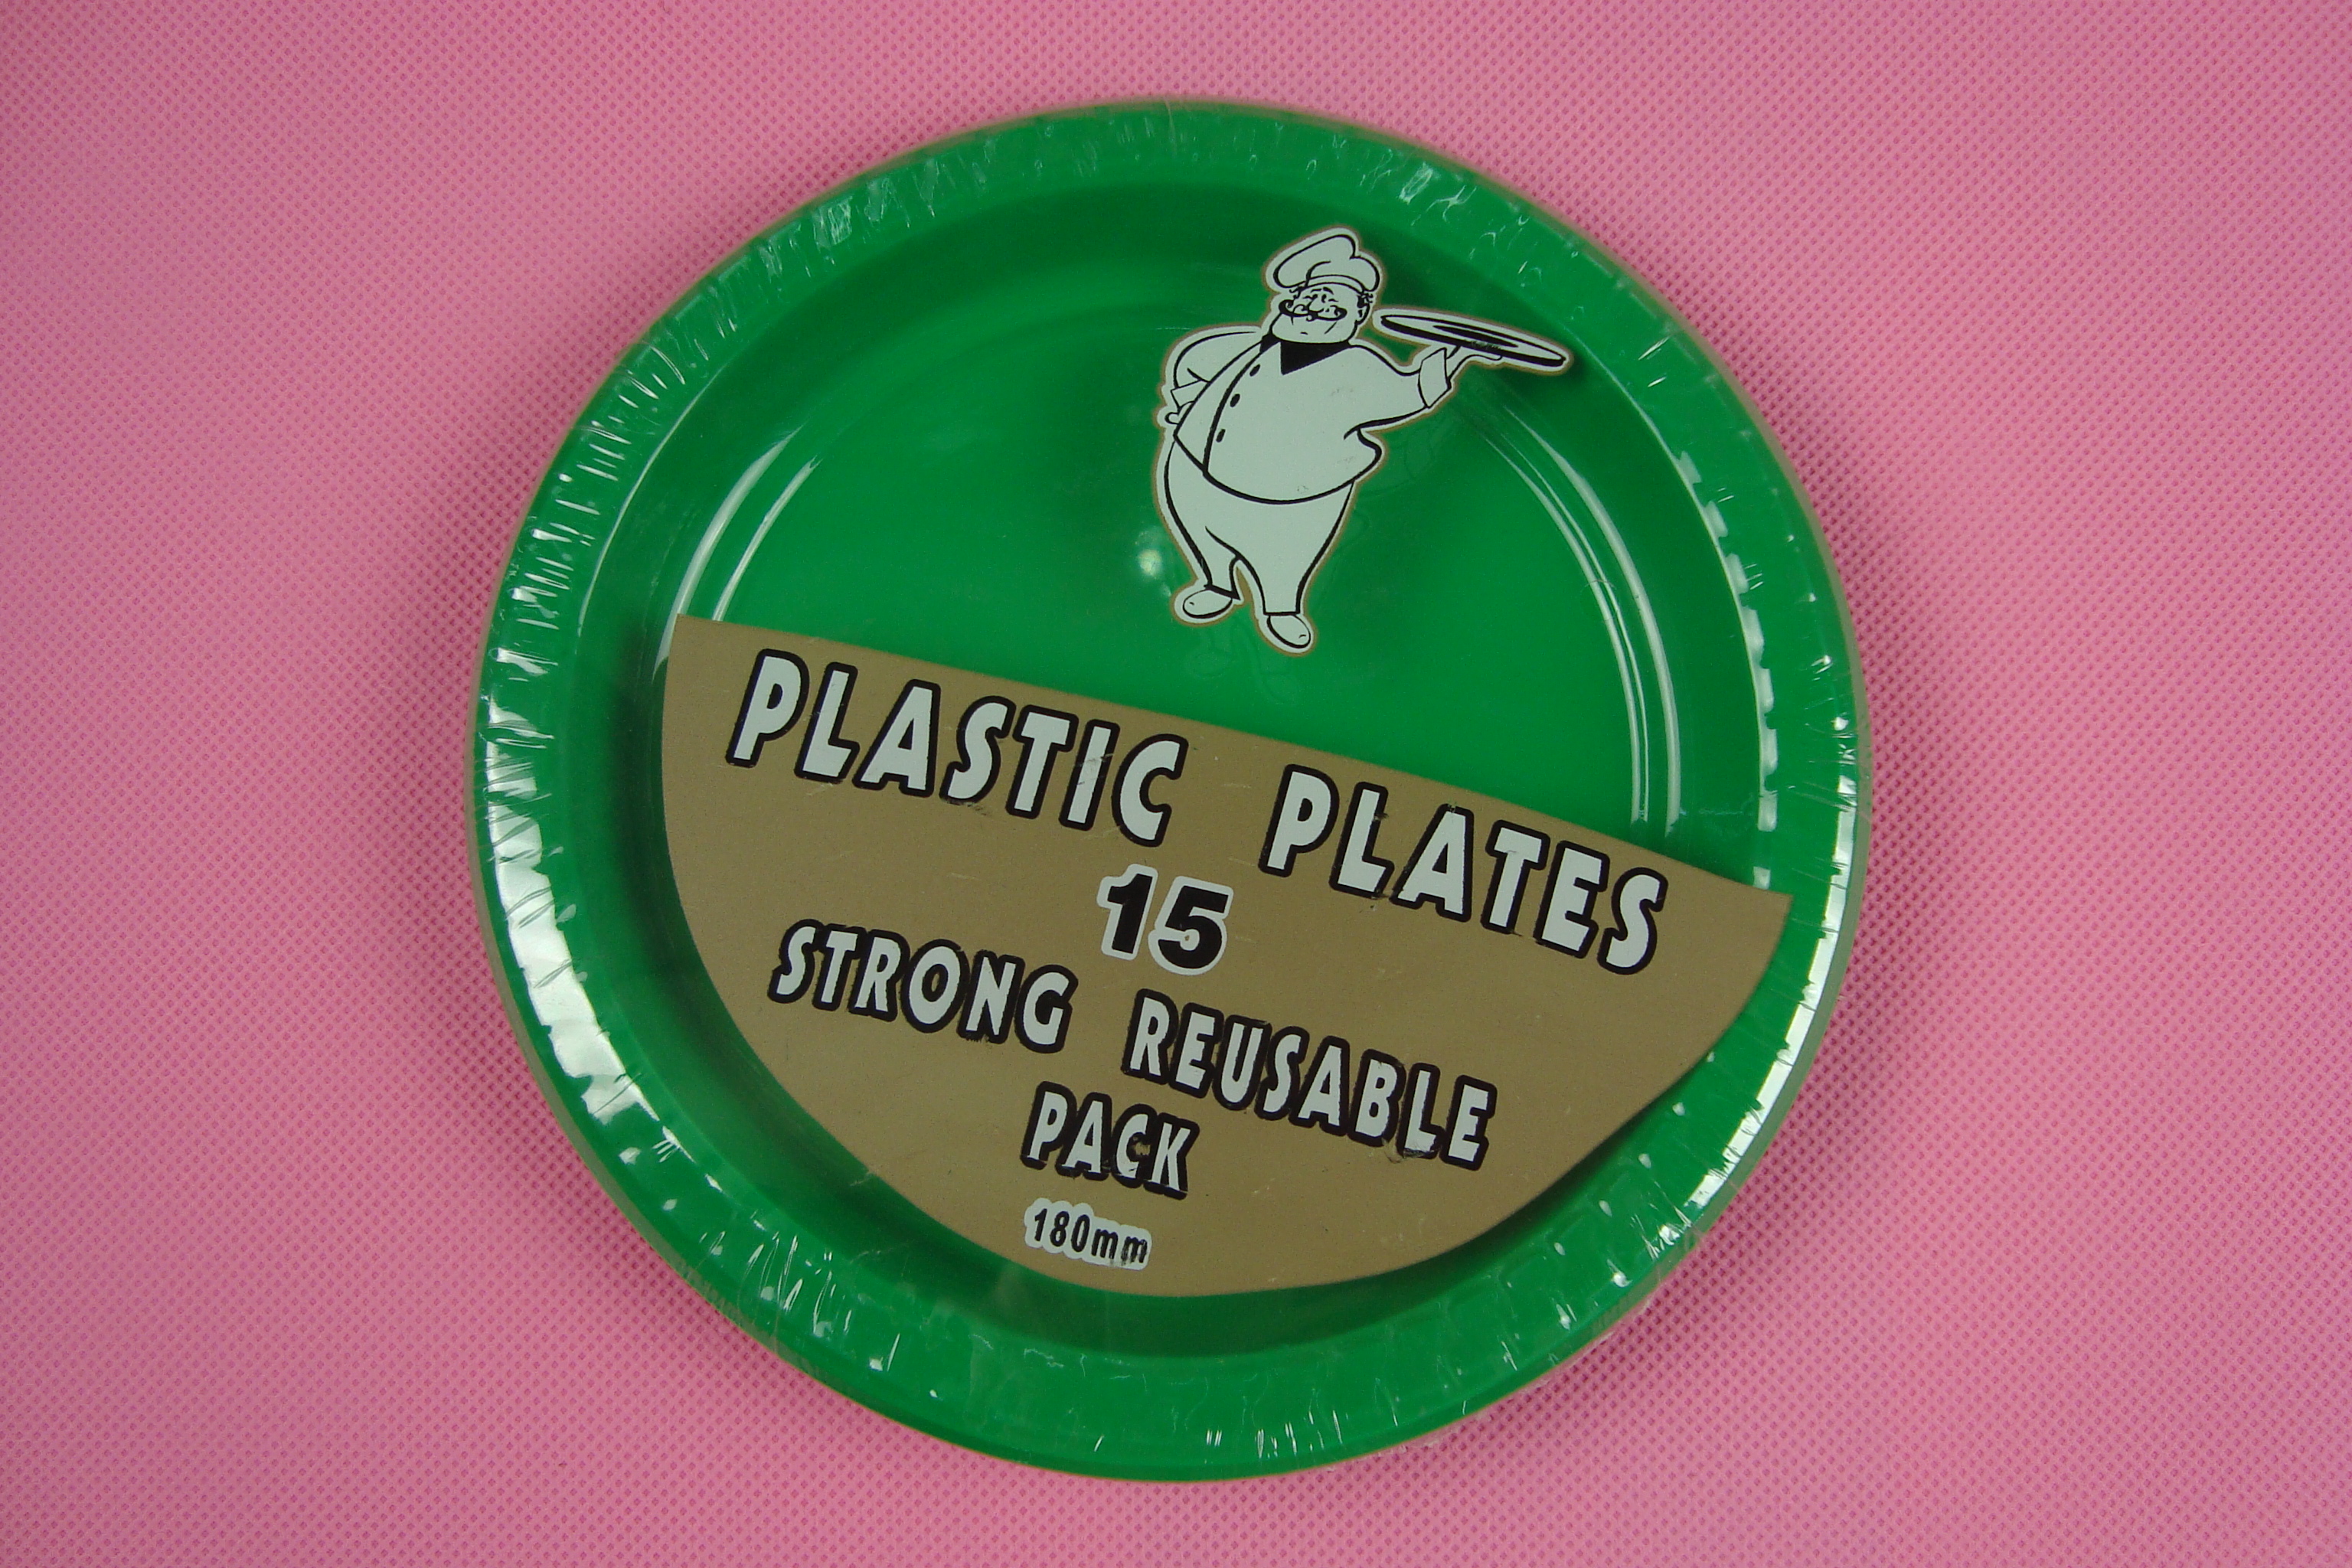 PLASTIC PLATES
15
STRONG REUSABLE
PACK
180mm